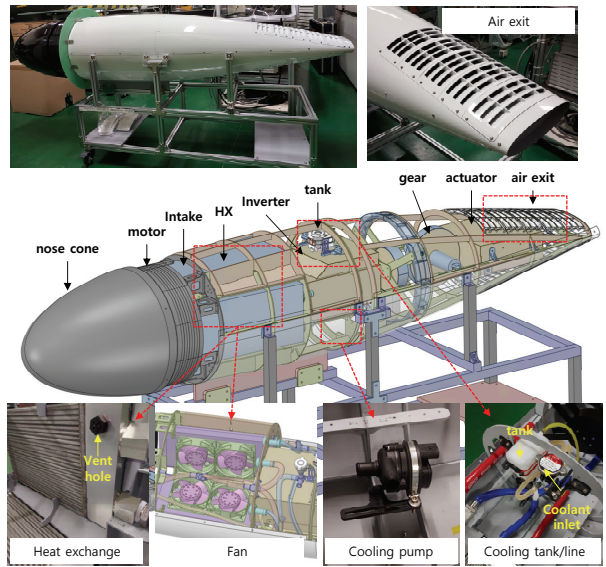 Air exit
nose cone
motor
Intake
HX
Inverter
tank
gear
actuator
air exit
Vent
hole
tank
Coolant
inlet
Heat exchange
Fan
Cooling pump
Cooling tank/line